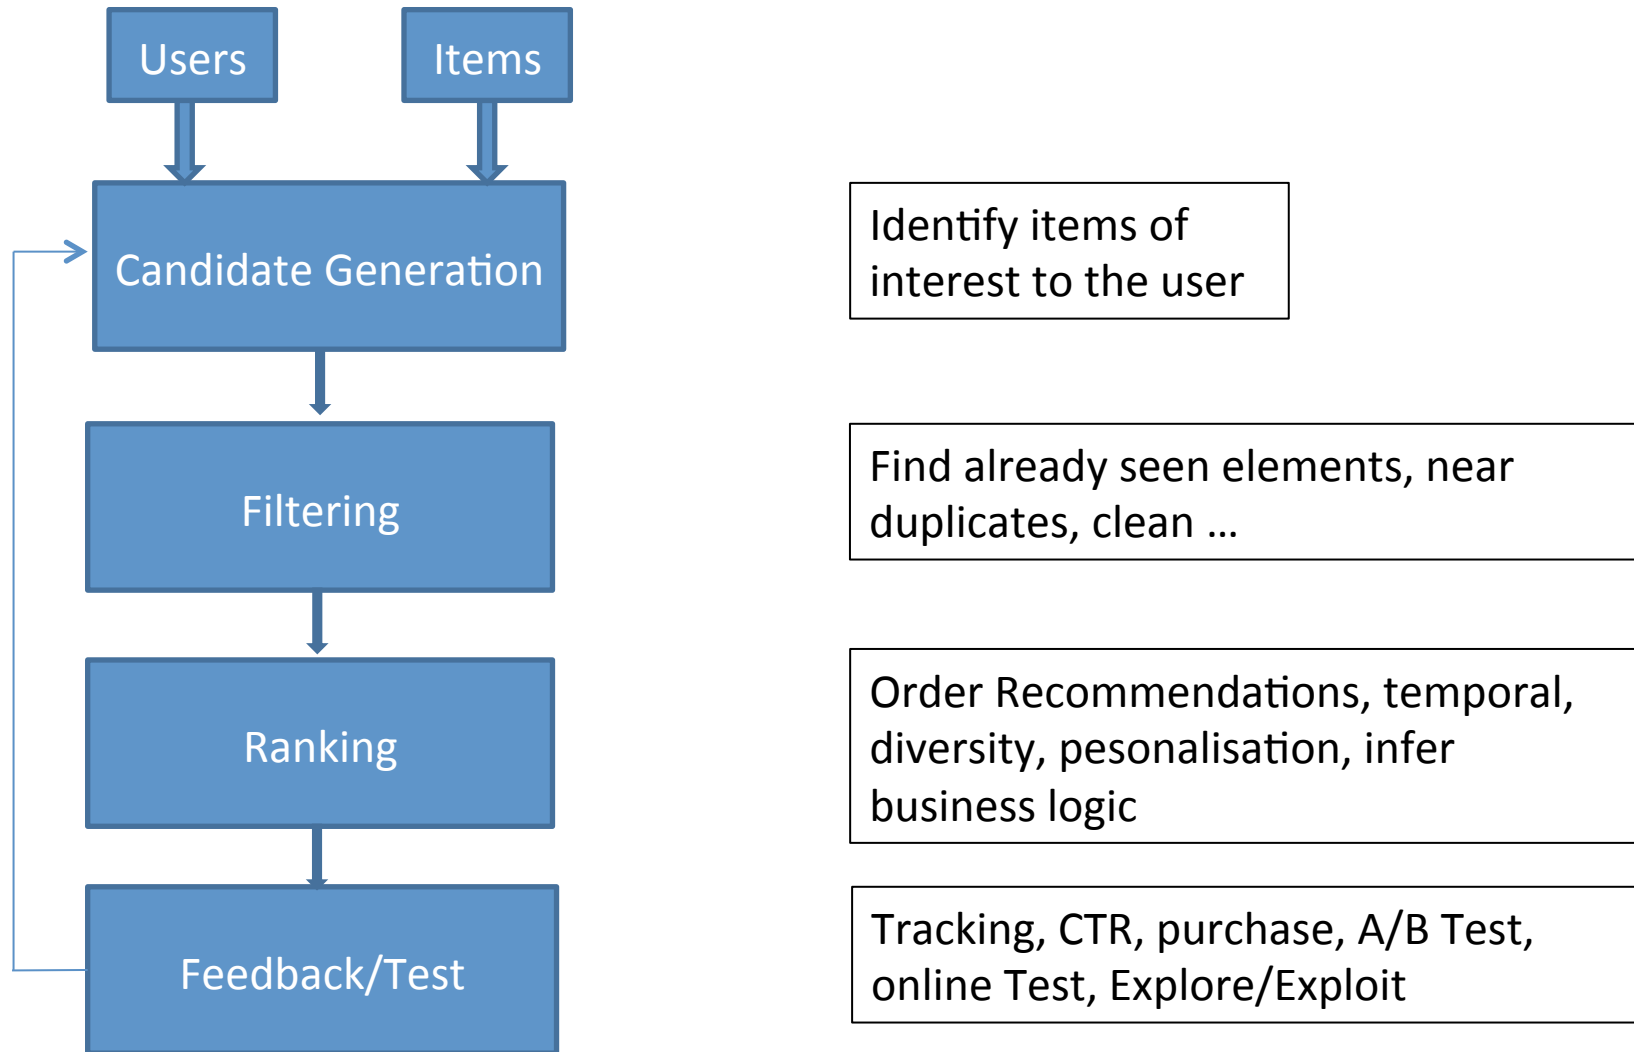 Users
Items
Candidate Generation
Identify items of
interest to the user
Filtering
Find already seen elements, near
duplicates, clean ...
Ranking
Order Recommendations, temporal,
diversity, pesonalisation, infer
business logic
Feedback/Test
Tracking, CTR, purchase, A/B Test,
online Test, Explore/Exploit